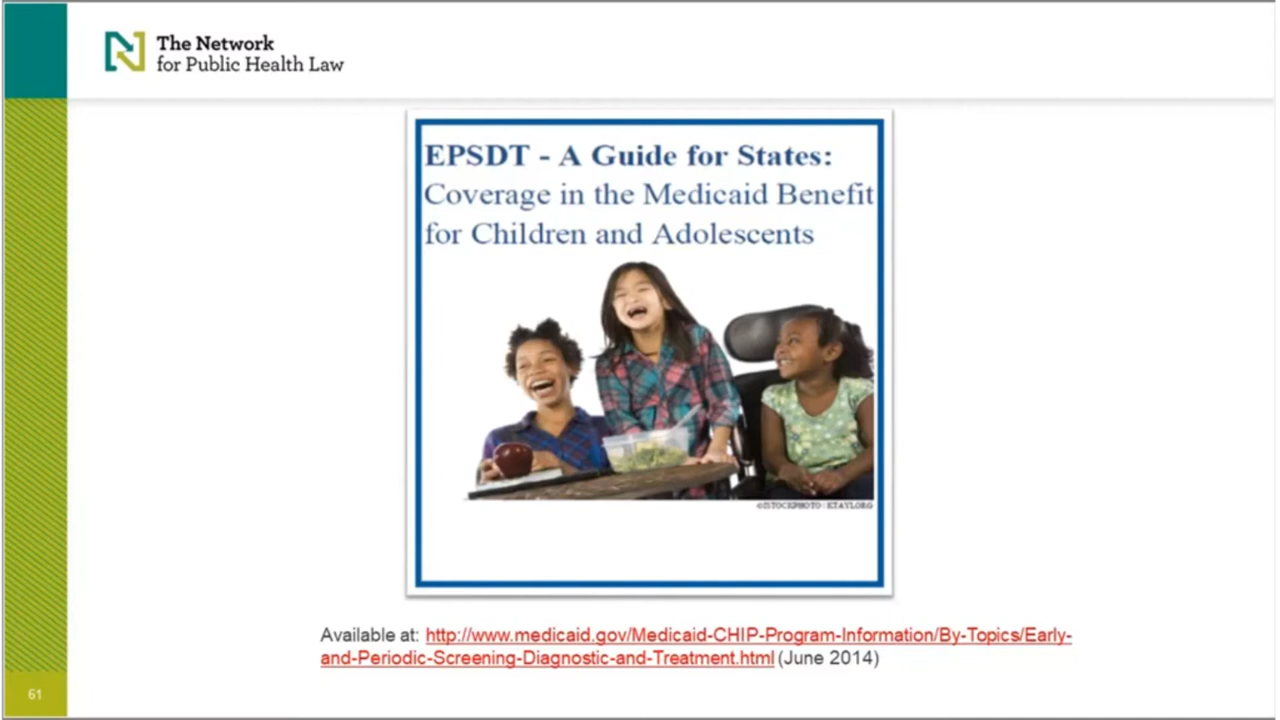 The Network
for Public Health Law
EPSDT - A Guide for States:
Coverage in the Medicaid Benefit
for Children and Adolescents
©ISTOCKPHOTO
Available at: http://www.medicaid.gov/Medicaid-CHIP-Program-Information/By-Topics/Early-
and-Periodic-Screening-Diagnostic-and-Treatment.html (June 2014)
61